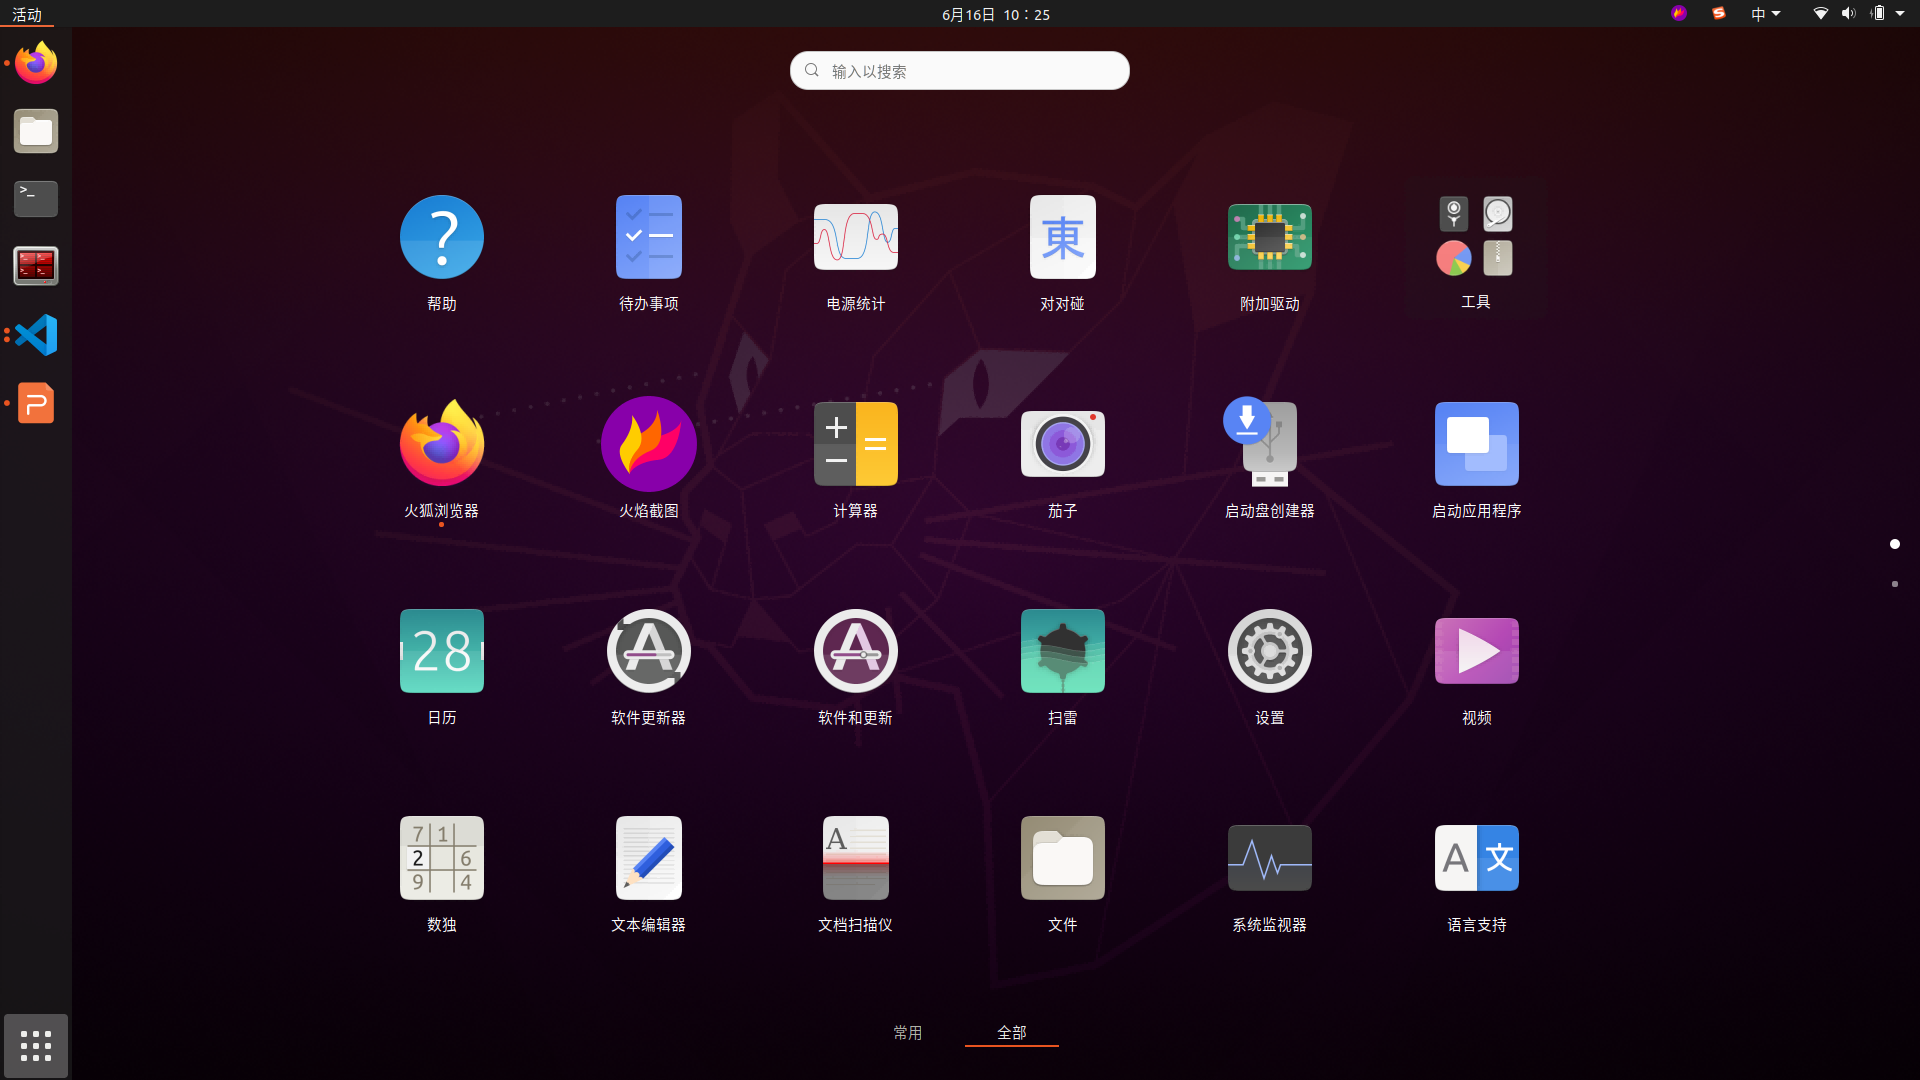 活动
6月16日 10：25
中
输入以搜索
帮助
待办事项
电源统计
東
对对碰
附加驱动
工具
火狐浏览器
火焰截图
计算器
茄子
启动盘创建器
启动应用程序
28
日历
软件更新器
软件和更新
扫雷
设置
视频
7 1
2 6
9 4
数独
文本编辑器
A
文档扫描仪
文件
系统监视器
A 文
语言支持
常用
全部